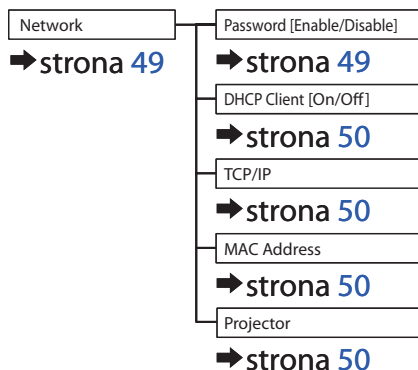 Network
➡strona 49
Password [Enable/Disable]
➡strona 49
DHCP Client [On/Off]
➡strona 50
TCP/IP
➡strona 50
MAC Address
➡strona 50
Projector
➡strona 50